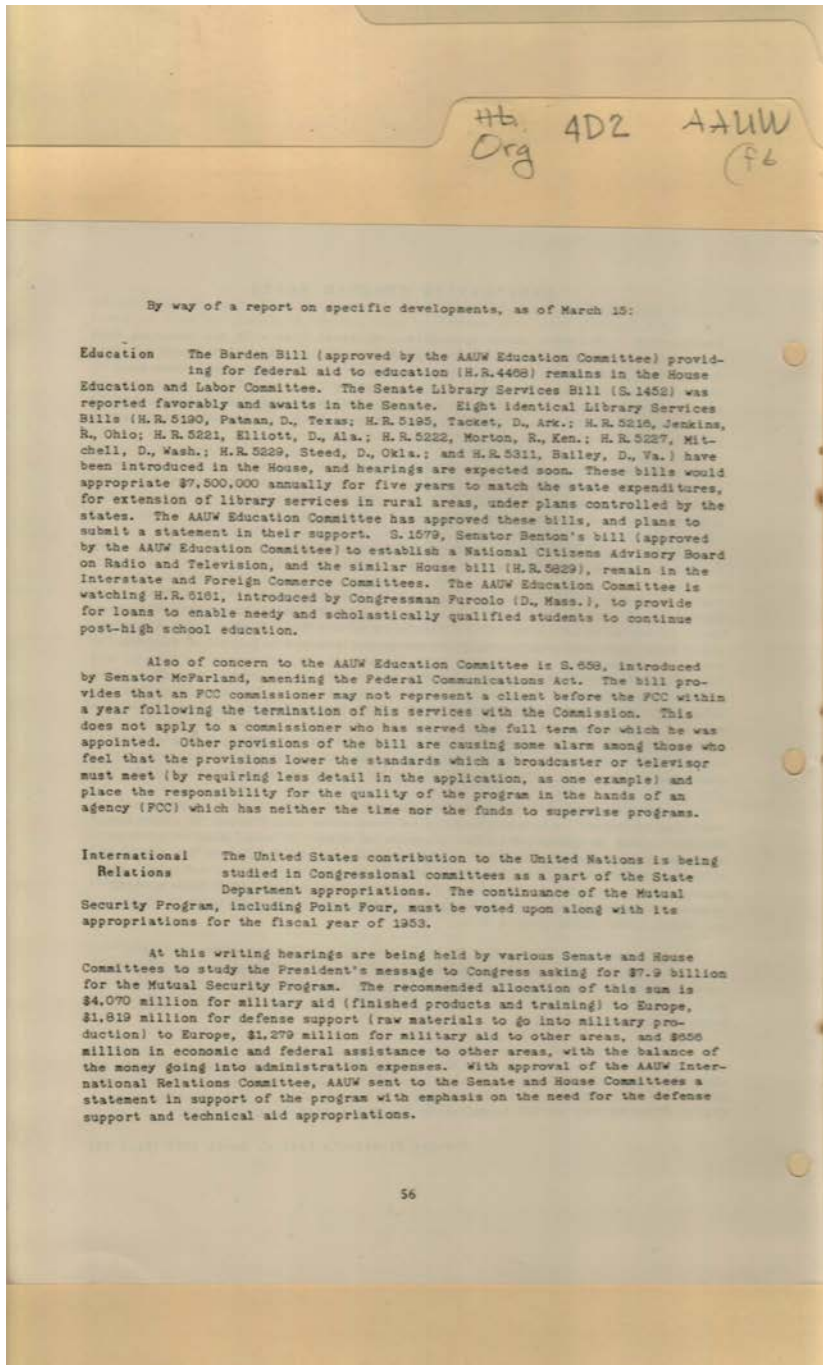 Hb.
Org 4D2 AAUW
By way of a report on specific developments, as of March 15:
Education The Barden Bill (approved by the AAUW Education Committee) provid-
ing for federal aid to education (H.R.4468) remains in the House
Education and Labor Committee. The Senate Library Services Bill (S.1452) was
reported favorably and awaits in the Senate. Eight identical Library Services
Bills (H.R.5190, Patman, D., Texas; H.R.5195, Tacket, D., Ark.; H.R.5216, Jenkins,
R., Ohio; H.R.5221, Elliott, D., Ala.; H.R.5222, Morton, R., Ken.; H.R.5227, Mit-
chell, D., Wash.; H.R.5229, Steed, D., Okla.; and H.R.5311, Bailey, D., Va.) have
been introduced in the House, and hearings are expected soon. These bills would
appropriate $7,500,000 annually for five years to match the state expenditures,
for extension of library services in rural areas, under plans controlled by the
states. The AAUW Education Committee has approved these bills, and plans to
submit a statement in their support. S.1579, Senator Benton's bill (approved
by the AAUW Education Committee) to establish a National Citizens Advisory Board
on Radio and Television, and the similar House bill (H.R.5829), remain in the
Interstate and Foreign Commerce Committees. The AAUW Education Committee is
watching H.R.6161, introduced by Congressman Furcolo (D., Mass.), to provide
for loans to enable needy and scholastically qualified students to continue
post-high school education.
Also of concern to the AAUW Education Committee is S.658, introduced
by Senator McFarland, amending the Federal Communications Act. The bill pro-
vides that an FCC commissioner may not represent a client before the FCC within
a year following the termination of his services with the Commission. This
does not apply to a commissioner who has served the full term for which he was
appointed. Other provisions of the bill are causing some alarm among those who
feel that the provisions lower the standards which a broadcaster or televisor
must meet (by requiring less detail in the application, as one example) and
place the responsibility for the quality of the program in the hands of an
agency (FCC) which has neither the time nor the funds to supervise programs.
International The United States contribution to the United Nations is being
Relations studied in Congressional committees as a part of the State
Department appropriations. The continuance of the Mutual
Security Program, including Point Four, must be voted upon along with its
appropriations for the fiscal year of 1953.
At this writing hearings are being held by various Senate and House
Committees to study the President's message to Congress asking for $7.9 billion
for the Mutual Security Program. The recommended allocation of this sum is
$4,070 million for military aid (finished products and training) to Europe,
$1,819 million for defense support (raw materials to go into military pro-
duction) to Europe, $1,279 million for military aid to other areas, and $656
million in economic and federal assistance to other areas, with the balance of
the money going into administration expenses. With approval of the AAUW Inter-
national Relations Committee, AAUW sent to the Senate and House Committees a
statement in support of the program with emphasis on the need for the defense
support and technical aid appropriations.
56